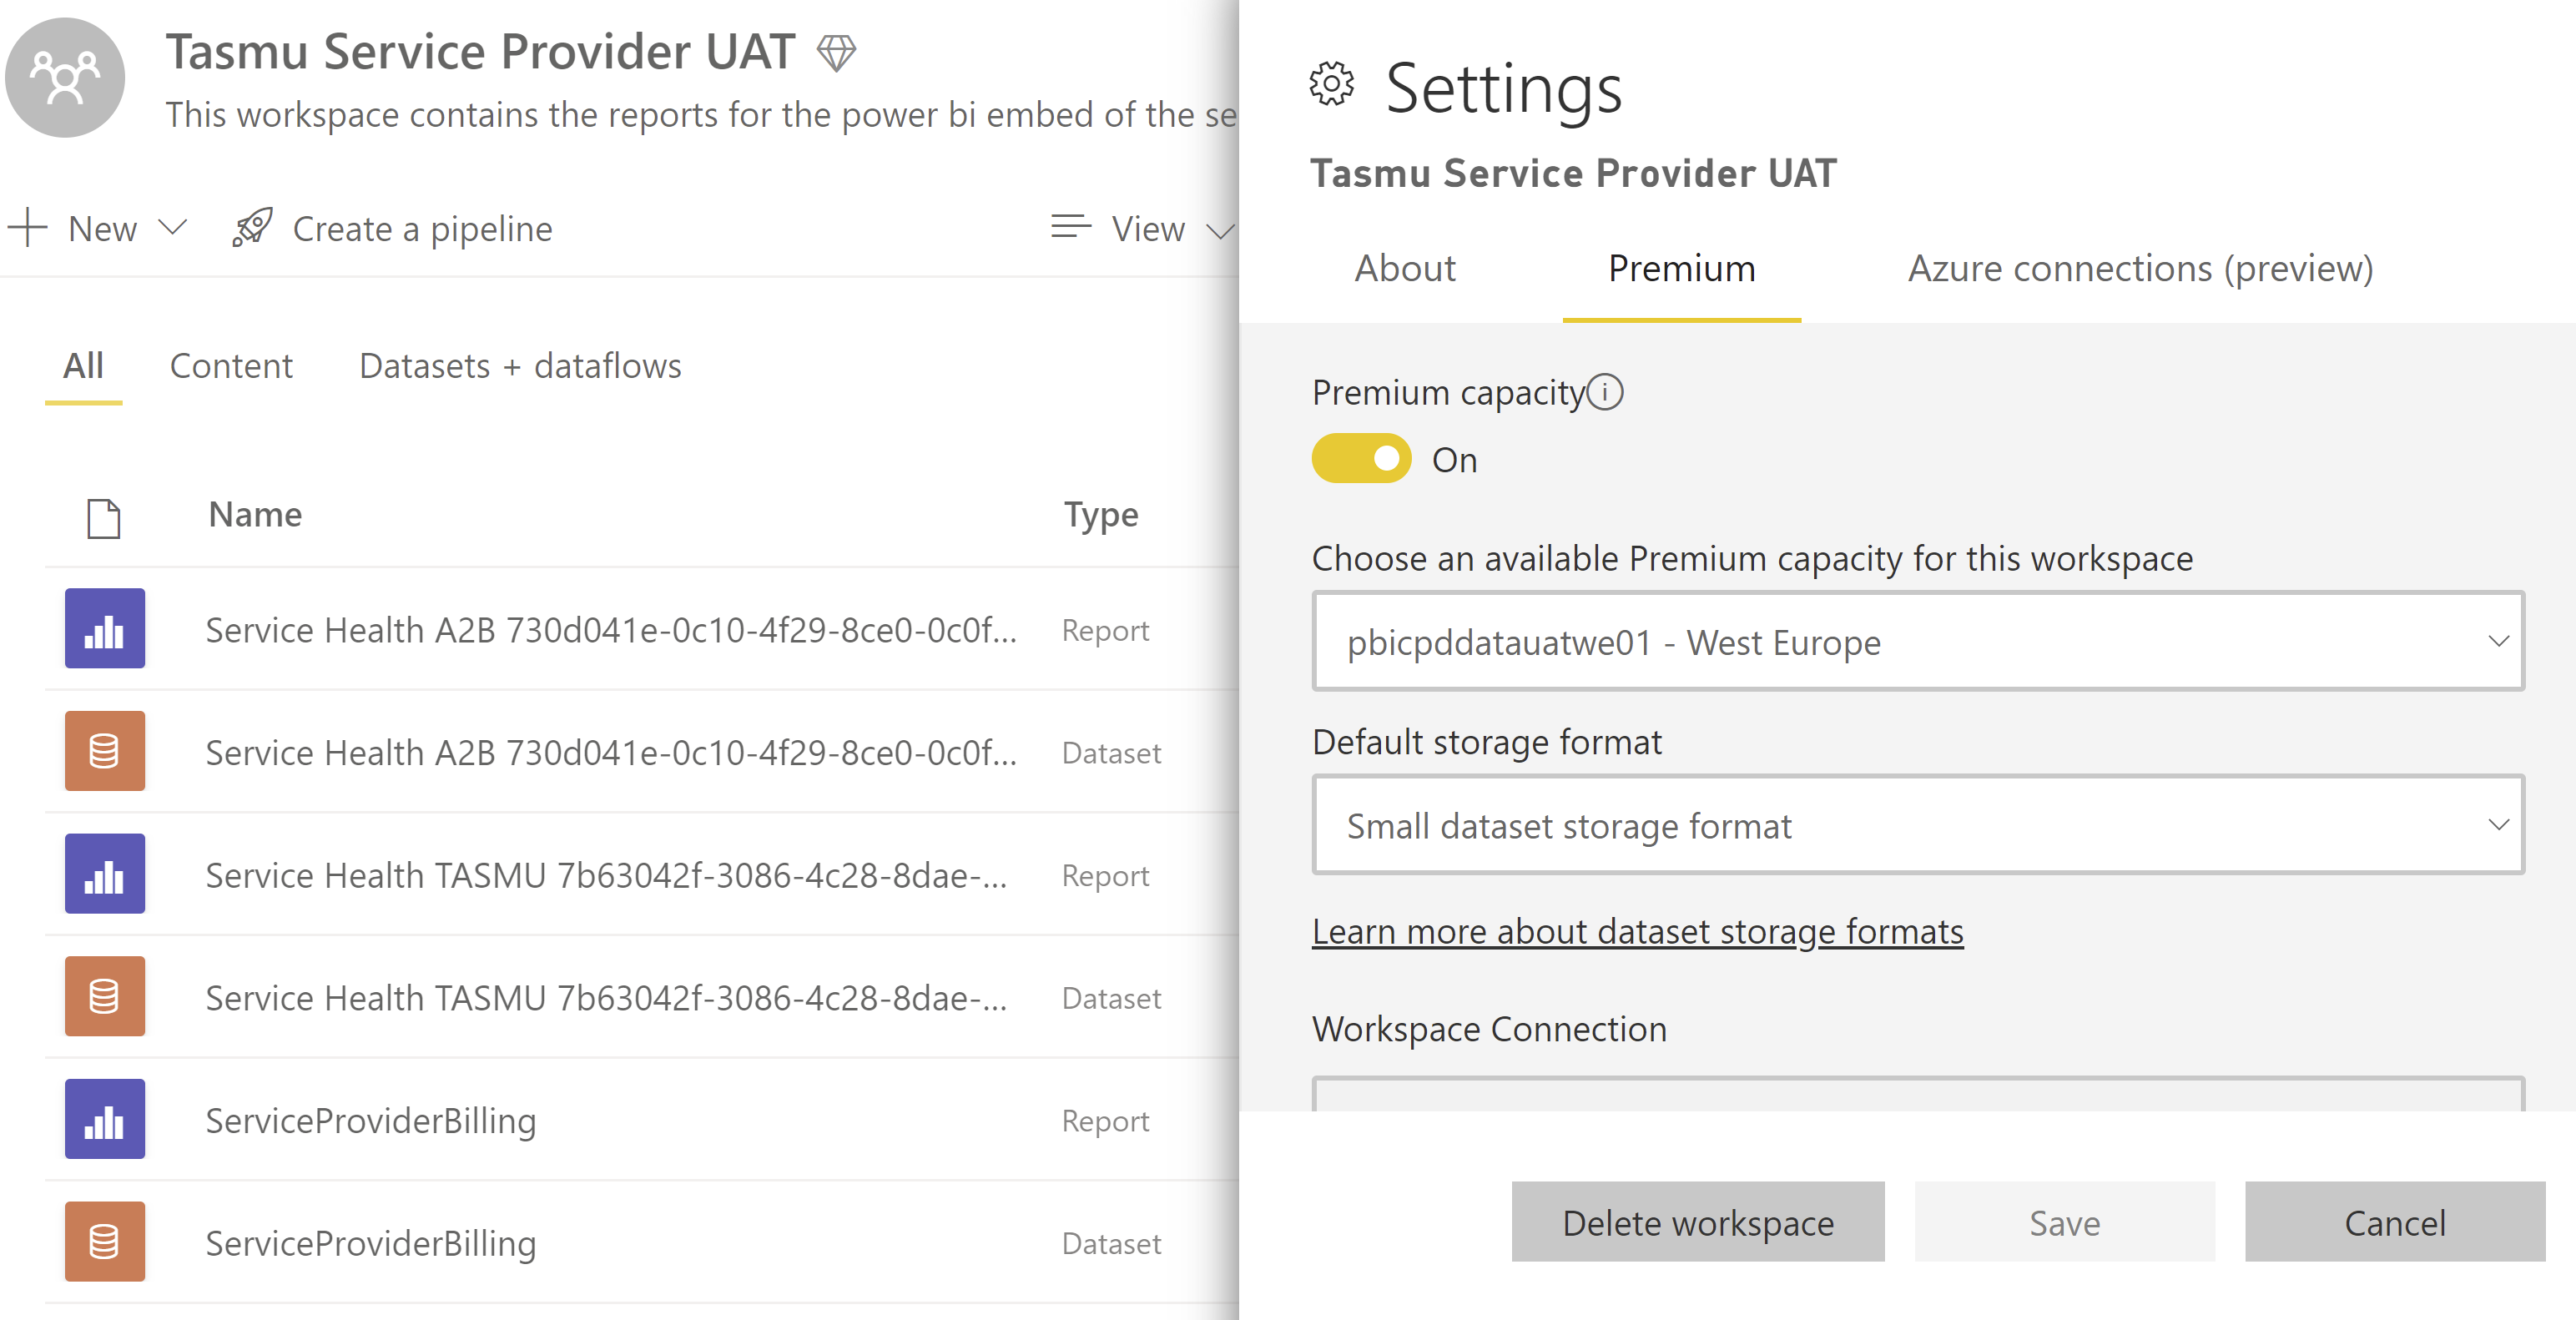 Tasmu Service Provider UAT
This workspace contains the reports for the power bi embed of the se
New
Create a pipeline
View
All
Content
Datasets + dataflows
Name
Type
Service Health A2B 730d041e-0c10-4f29-8ce0-0c0f...
Report
Service Health A2B 730d041e-0c10-4f29-8ce0-0c0f...
Dataset
Service Health TASMU 7b63042f-3086-4c28-8dae-...
Report
Service Health TASMU 7b63042f-3086-4c28-8dae-...
Dataset
ServiceProviderBilling
Report
ServiceProviderBilling
Dataset
Settings
Tasmu Service Provider UAT
About
Premium
Azure connections (preview)
Premium capacity
On
Choose an available Premium capacity for this workspace
pbicpddatauatwe01 - West Europe
Default storage format
Small dataset storage format
Learn more about dataset storage formats
Workspace Connection
Delete workspace
Save
Cancel